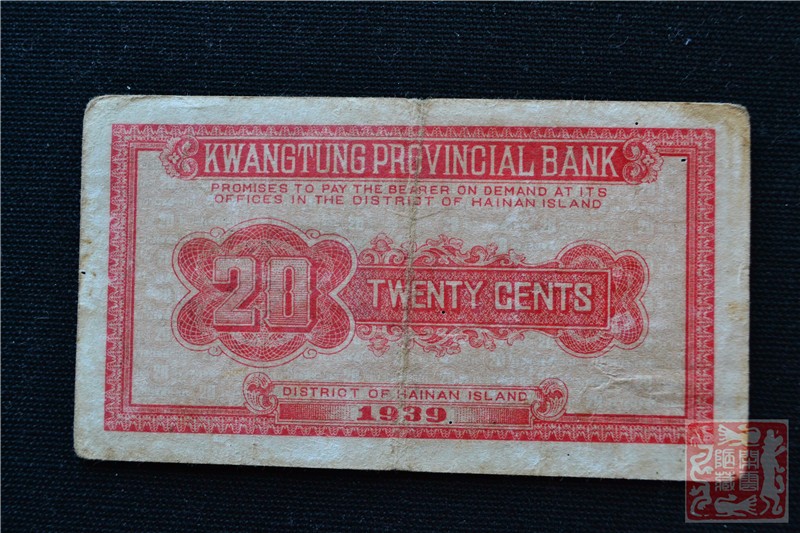 KWANGTUNG PROVINCIAL BANK
PROMISES TO PAY THE BEARER ON DEMAND AT ITS
OFFICES IN THE DISTRICT OF HAINAN ISLAND
20
TWENTY CENTS
DISTRICT OF HAINAN ISLAND
1939